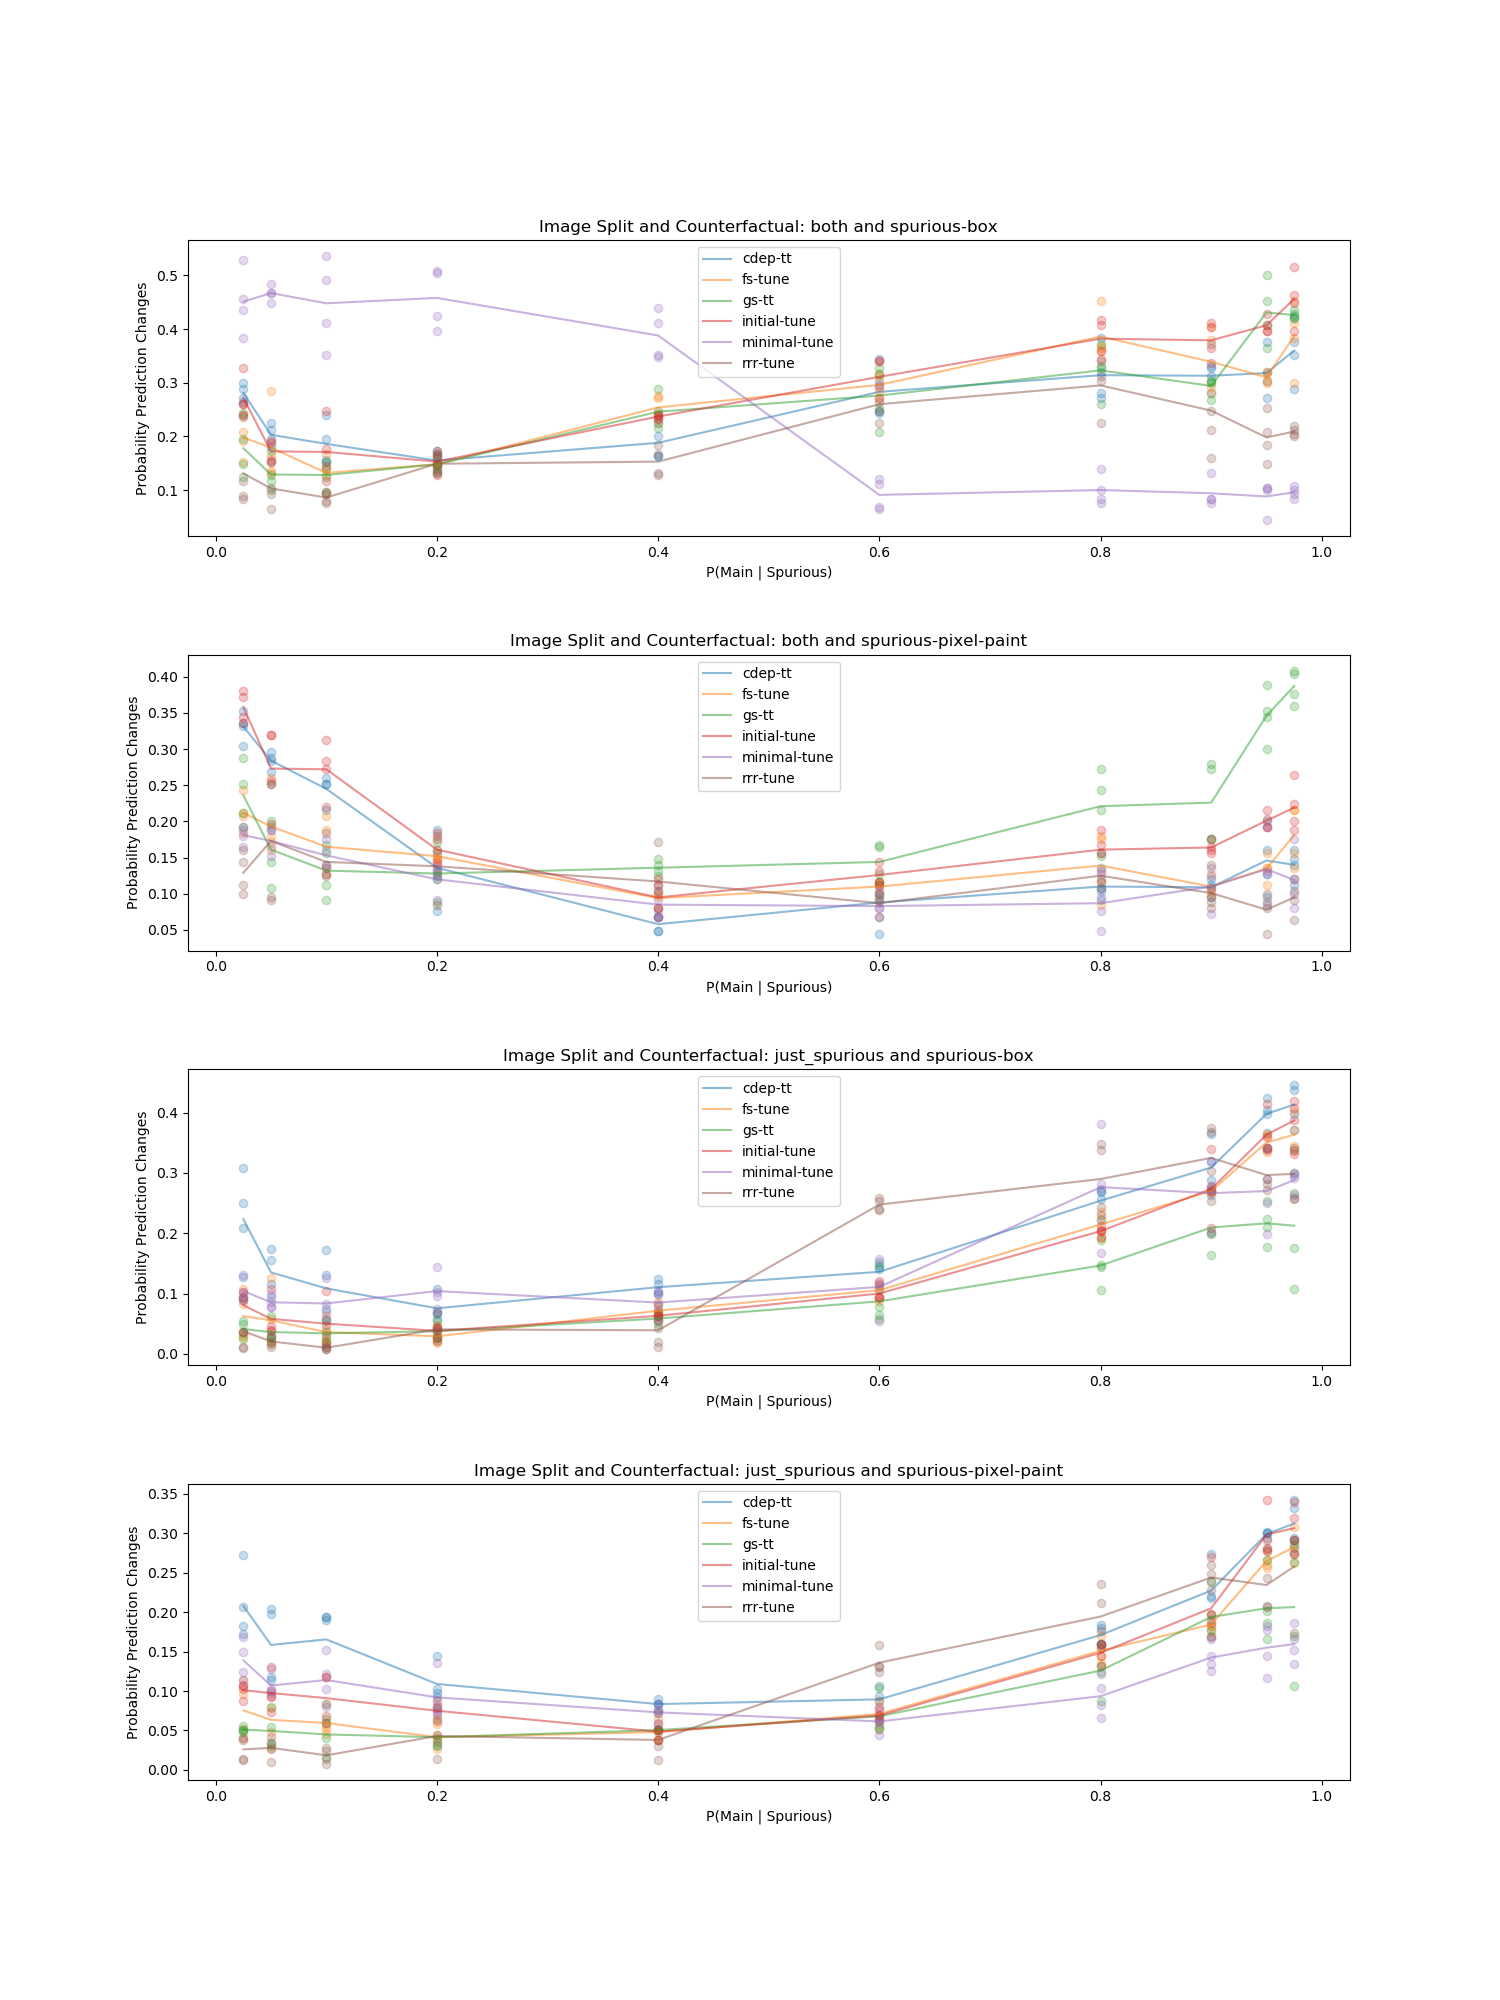 Image Split and Counterfactual: both and spurious-box
Probability Prediction Changes
0.5
0.4
0.3
0.2
0.1
cdep-tt
fs-tune
gs-tt
initial-tune
minimal-tune
rrr-tune
0.0 0.2 0.4 0.6 0.8 1.0
P(Main | Spurious)
Image Split and Counterfactual: both and spurious-pixel-paint
Probability Prediction Changes
0.40
0.35
0.30
0.25
0.20
0.15
0.10
0.05
cdep-tt
fs-tune
gs-tt
initial-tune
minimal-tune
rrr-tune
0.0 0.2 0.4 0.6 0.8 1.0
P(Main | Spurious)
Image Split and Counterfactual: just_spurious and spurious-box
Probability Prediction Changes
0.4
0.3
0.2
0.1
0.0
cdep-tt
fs-tune
gs-tt
initial-tune
minimal-tune
rrr-tune
0.0 0.2 0.4 0.6 0.8 1.0
P(Main | Spurious)
Image Split and Counterfactual: just_spurious and spurious-pixel-paint
Probability Prediction Changes
0.35
0.30
0.25
0.20
0.15
0.10
0.05
0.00
cdep-tt
fs-tune
gs-tt
initial-tune
minimal-tune
rrr-tune
0.0 0.2 0.4 0.6 0.8 1.0
P(Main | Spurious)